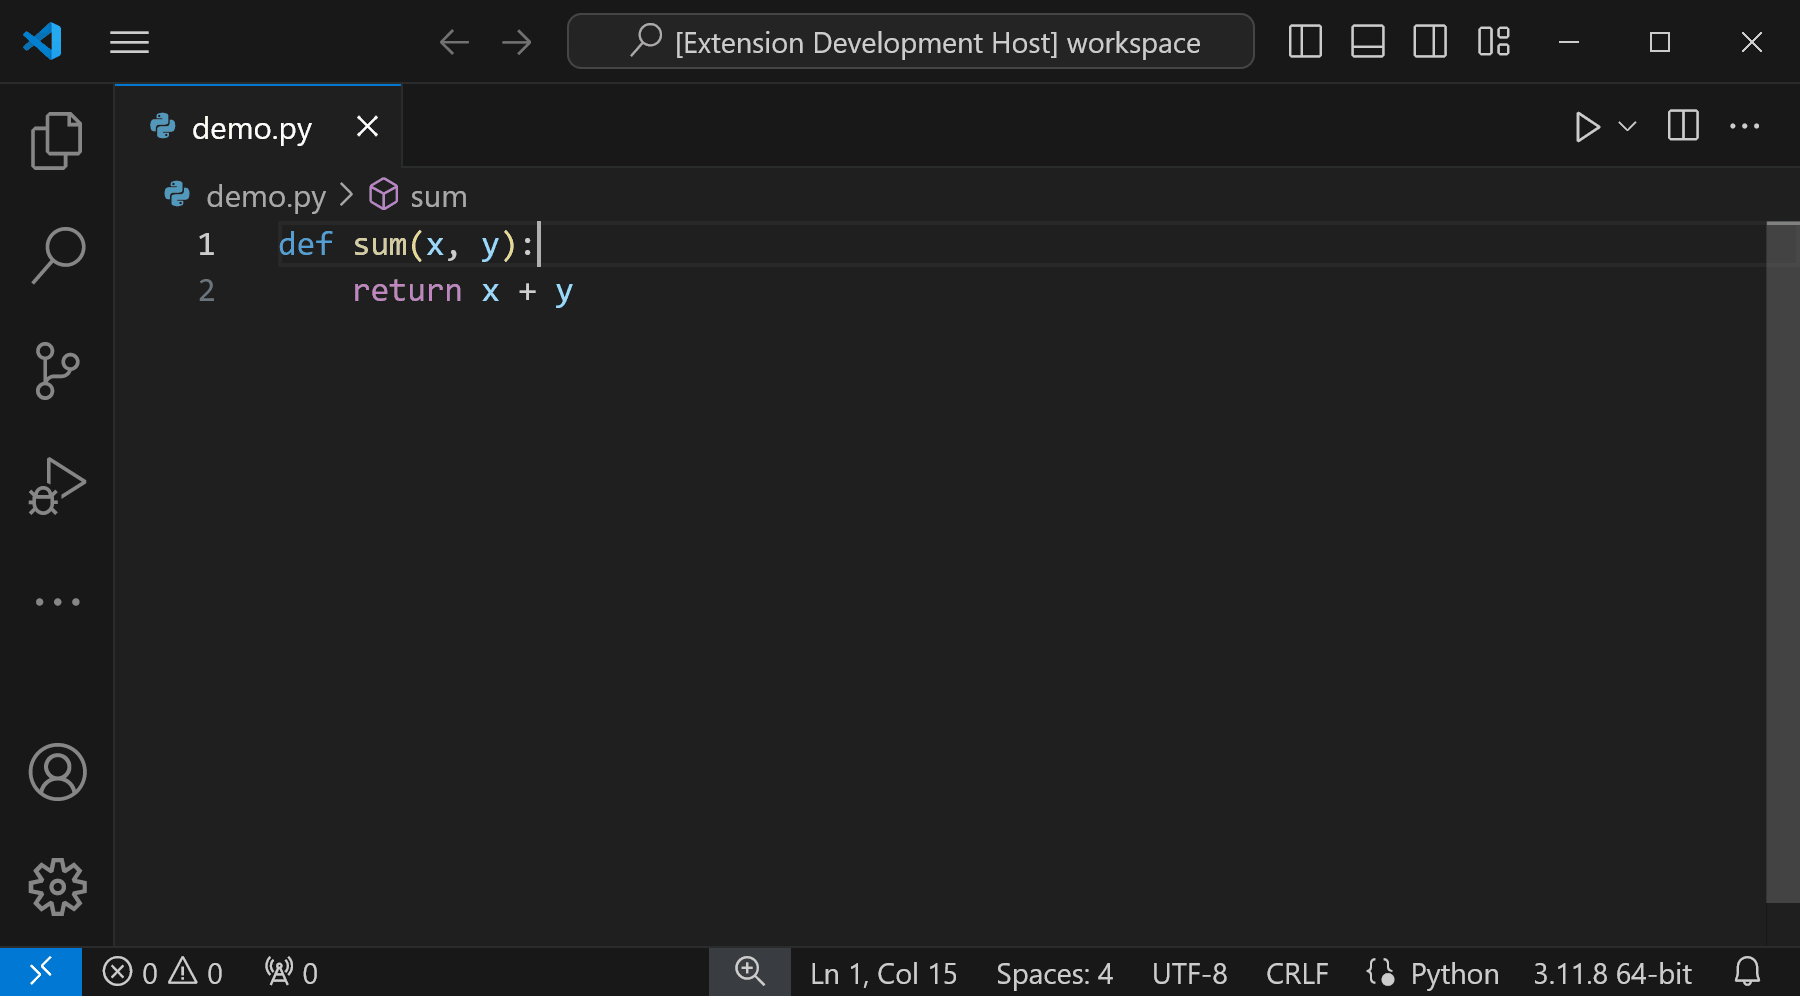 [Extension Development Host] workspace
demo.py
demo.py > sum
1 def sum(x, y):
2     return x + y
0 0 0 Ln 1, Col 15 Spaces: 4 UTF-8 CRLF Python 3.11.8 64-bit